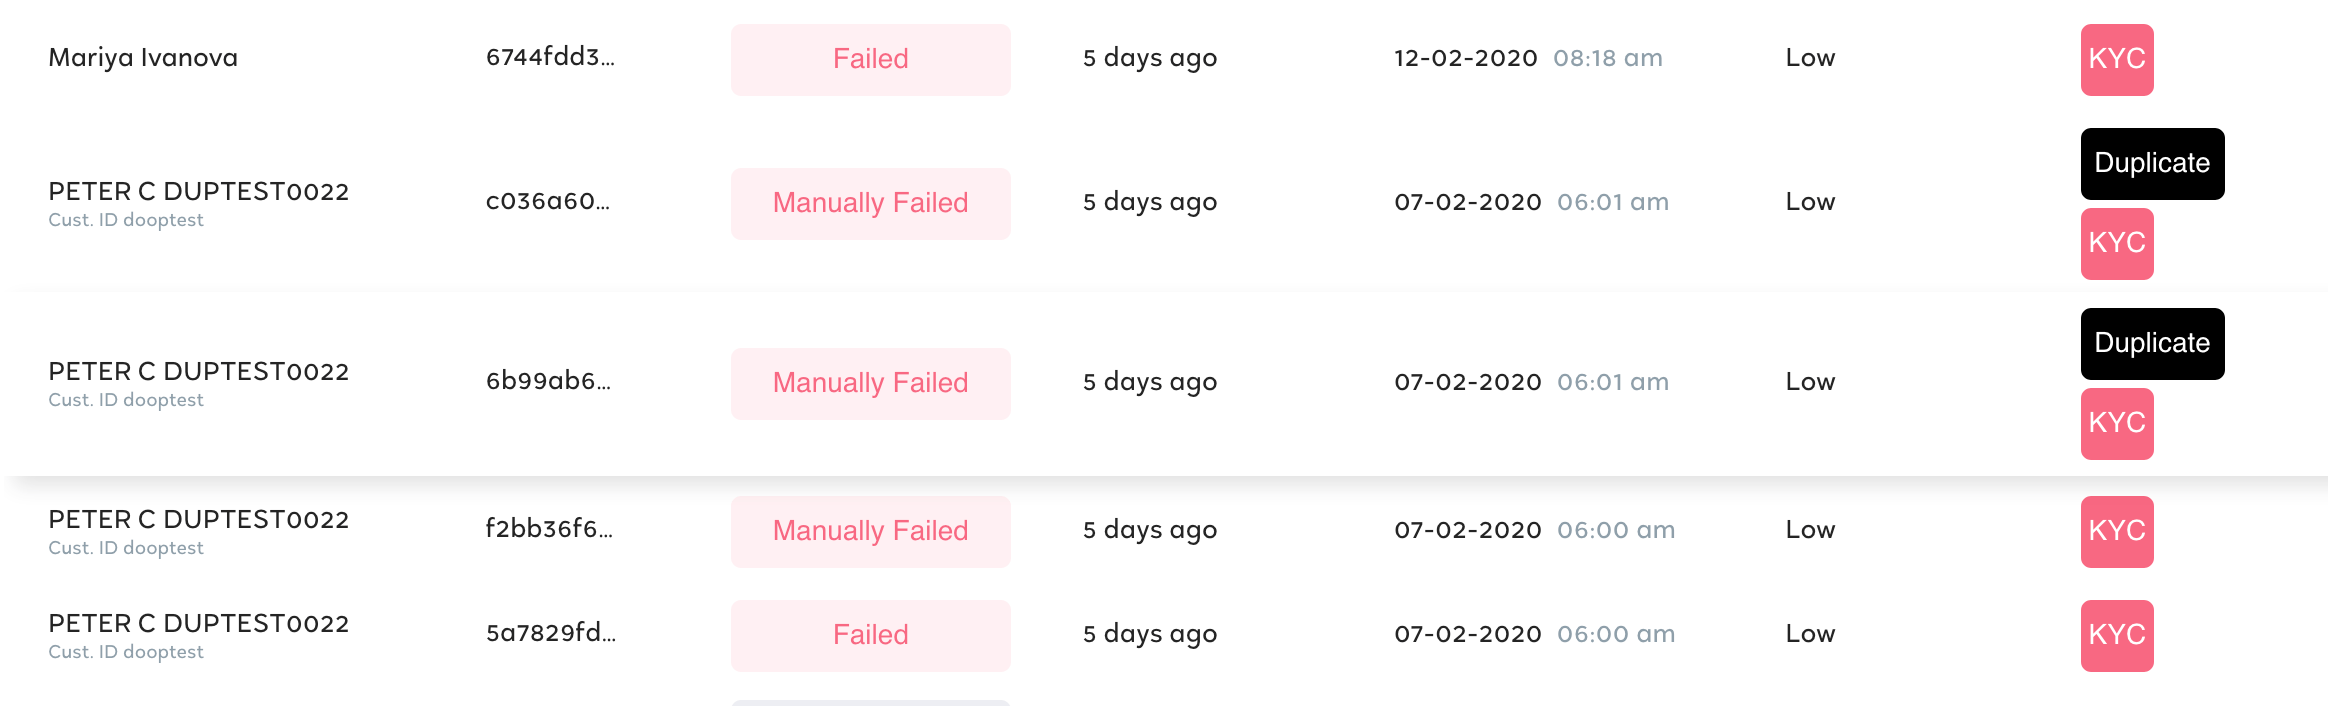 Mariya Ivanova 6744fdd3... Failed 5 days ago 12-02-2020 08:18 am Low KYC
Duplicate
PETER C DUPTEST0022 c036a60... Manually Failed 5 days ago 07-02-2020 06:01 am Low
Cust. ID dooptest
KYC
Duplicate
PETER C DUPTEST0022 6b99ab6... Manually Failed 5 days ago 07-02-2020 06:01 am Low
Cust. ID dooptest
KYC
PETER C DUPTEST0022 f2bb36f6... Manually Failed 5 days ago 07-02-2020 06:00 am Low KYC
Cust. ID dooptest
PETER C DUPTEST0022 5a7829fd... Failed 5 days ago 07-02-2020 06:00 am Low KYC
Cust. ID dooptest